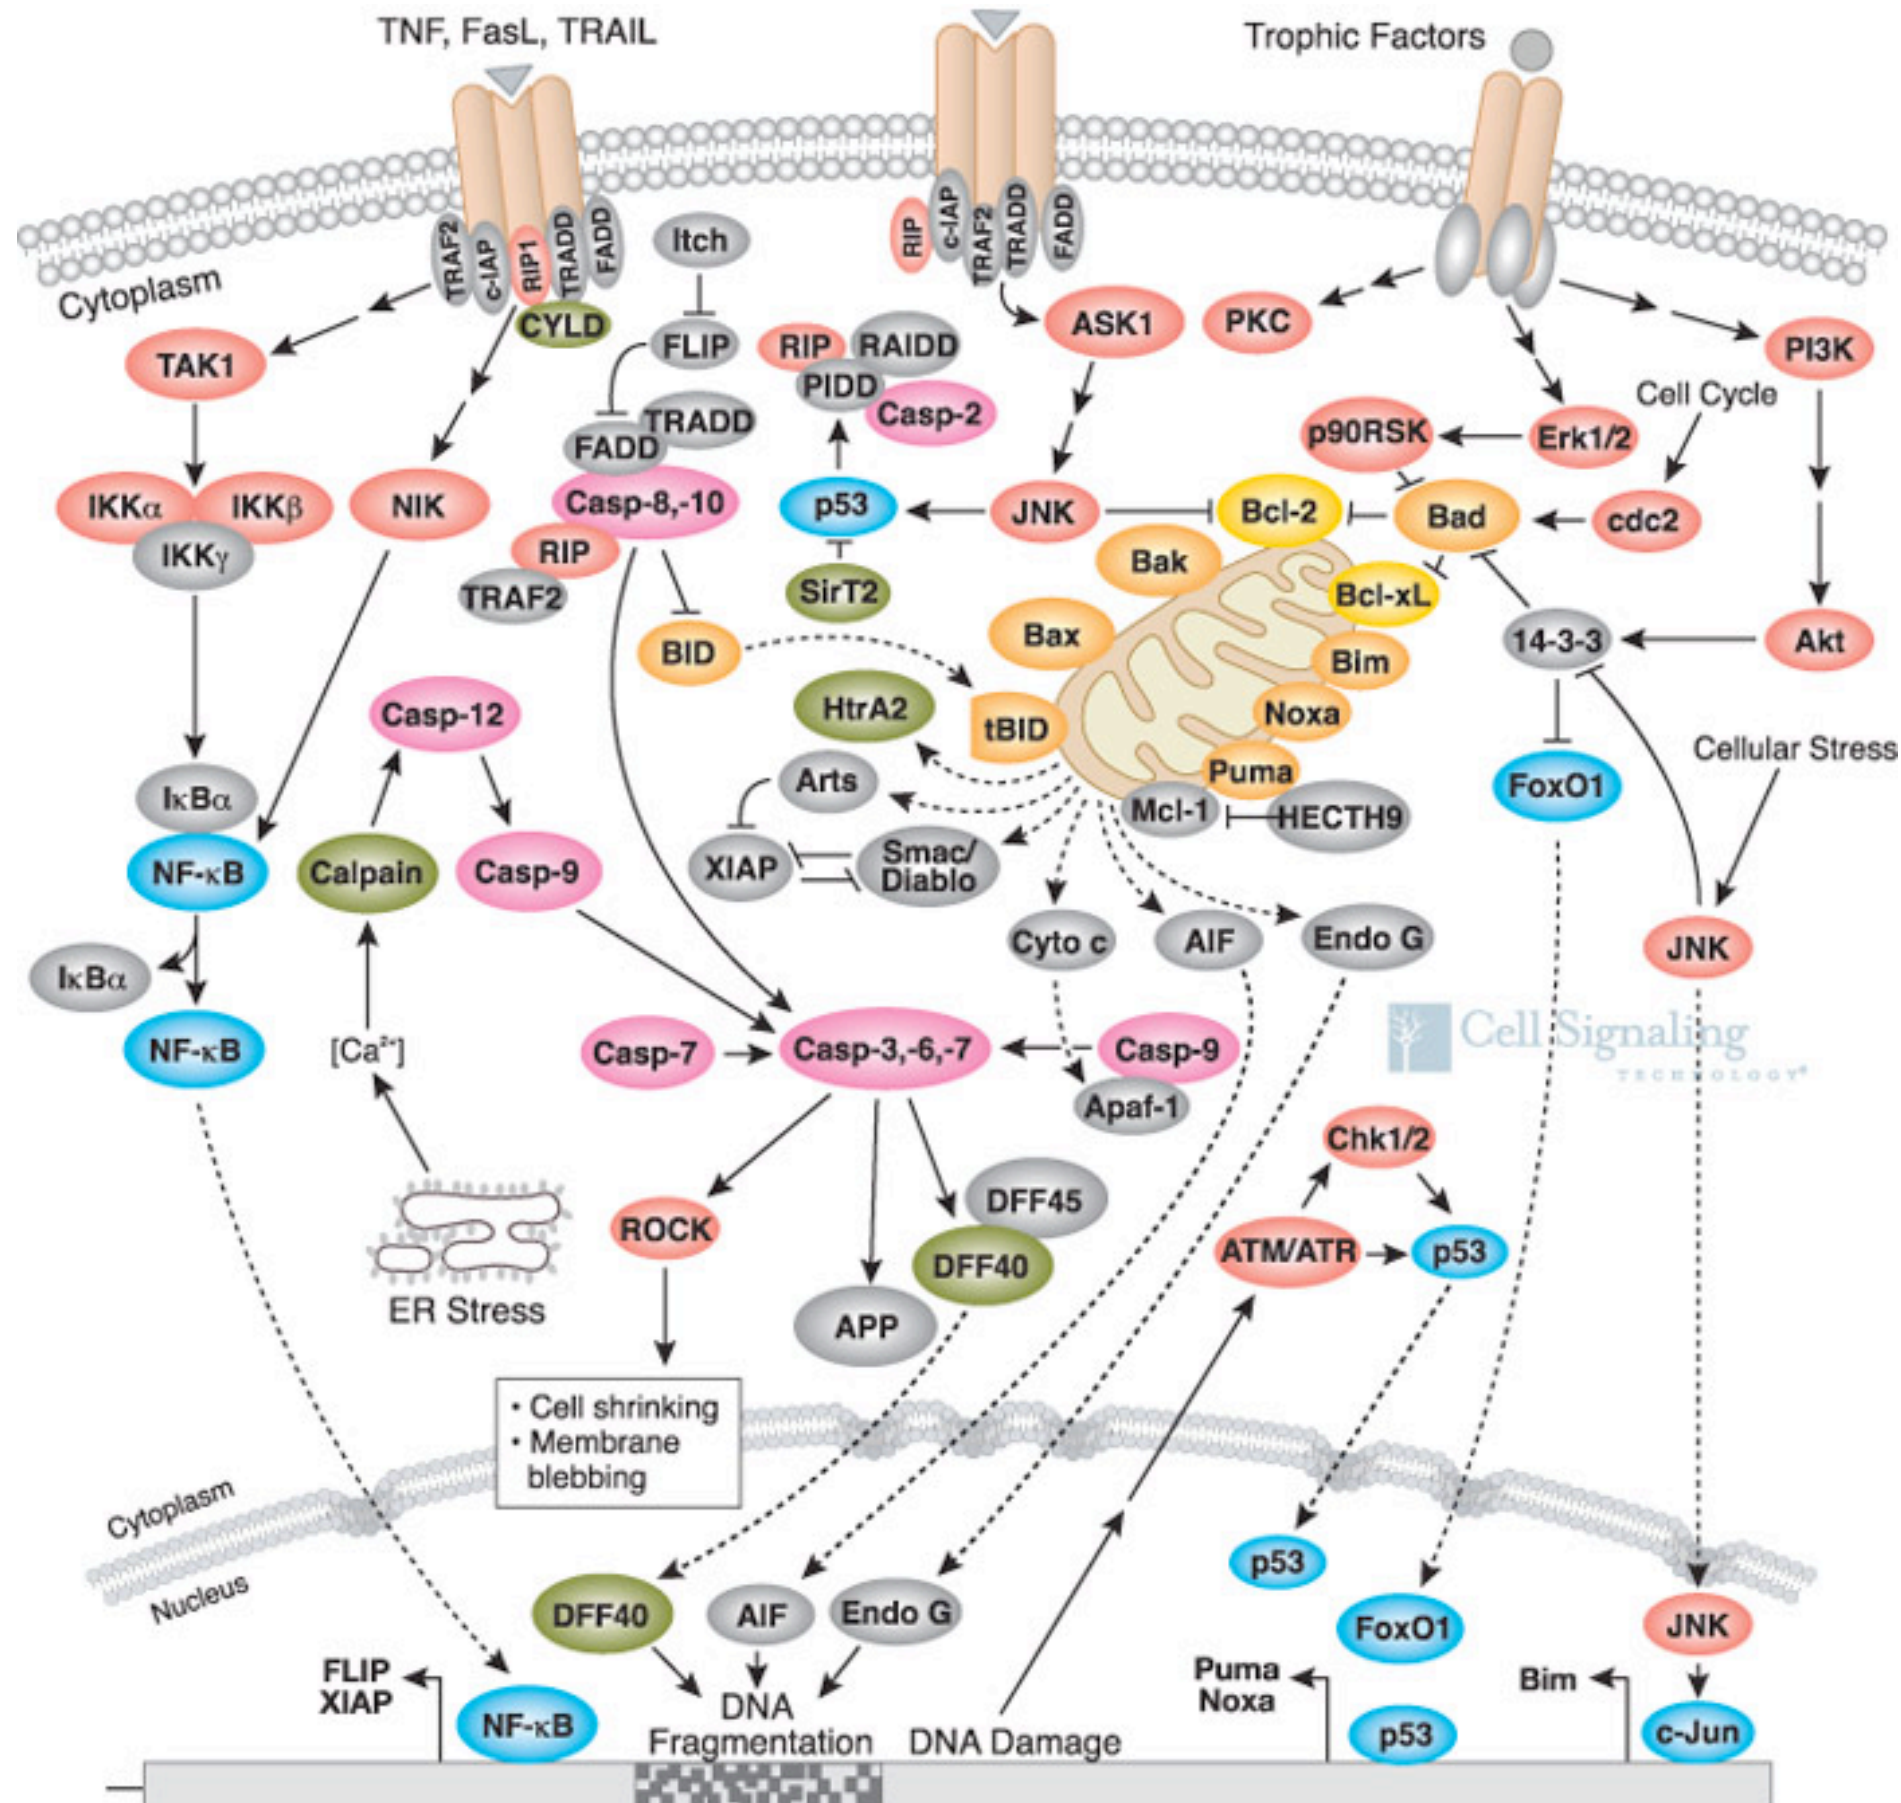 TNF, FasL, TRAIL
Trophic Factors
Cytoplasm
TRAF2
c-IAP
RIP1
TRADD
FADD
CYLD
Itch
RIP
c-IAP
TRAF2
TRADD
FADD
TAK1
FLIP
RIP
RAIDD
PIDD
Casp-2
ASK1
PKC
PI3K
Cell Cycle
TRADD
FADD
p90RSK
Erk1/2
IKKα
IKKβ
IKKγ
NIK
Casp-8,-10
RIP
TRAF2
p53
JNK
Bcl-2
Bad
cdc2
SirT2
Bak
Bcl-xL
BID
Bax
Bim
14-3-3
Akt
Casp-12
HtrA2
tBID
Noxa
Cellular Stress
Arts
Puma
FoxO1
IκBα
Mcl-1
HECTH9
NF-κB
Calpain
Casp-9
XIAP
Smac/
Diablo
IκBα
Cyto c
AIF
Endo G
JNK
NF-κB
[Ca²⁺]
Casp-7
Casp-3,-6,-7
Casp-9
Apaf-1
Cell Signaling
TECHNOLOGY®
Chk1/2
DFF45
ROCK
DFF40
ATM/ATR
p53
ER Stress
APP
• Cell shrinking
• Membrane
blebbing
Cytoplasm
Nucleus
p53
DFF40
AIF
Endo G
FoxO1
JNK
FLIP
XIAP
NF-κB
DNA
Fragmentation
DNA Damage
Puma
Noxa
p53
Bim
c-Jun